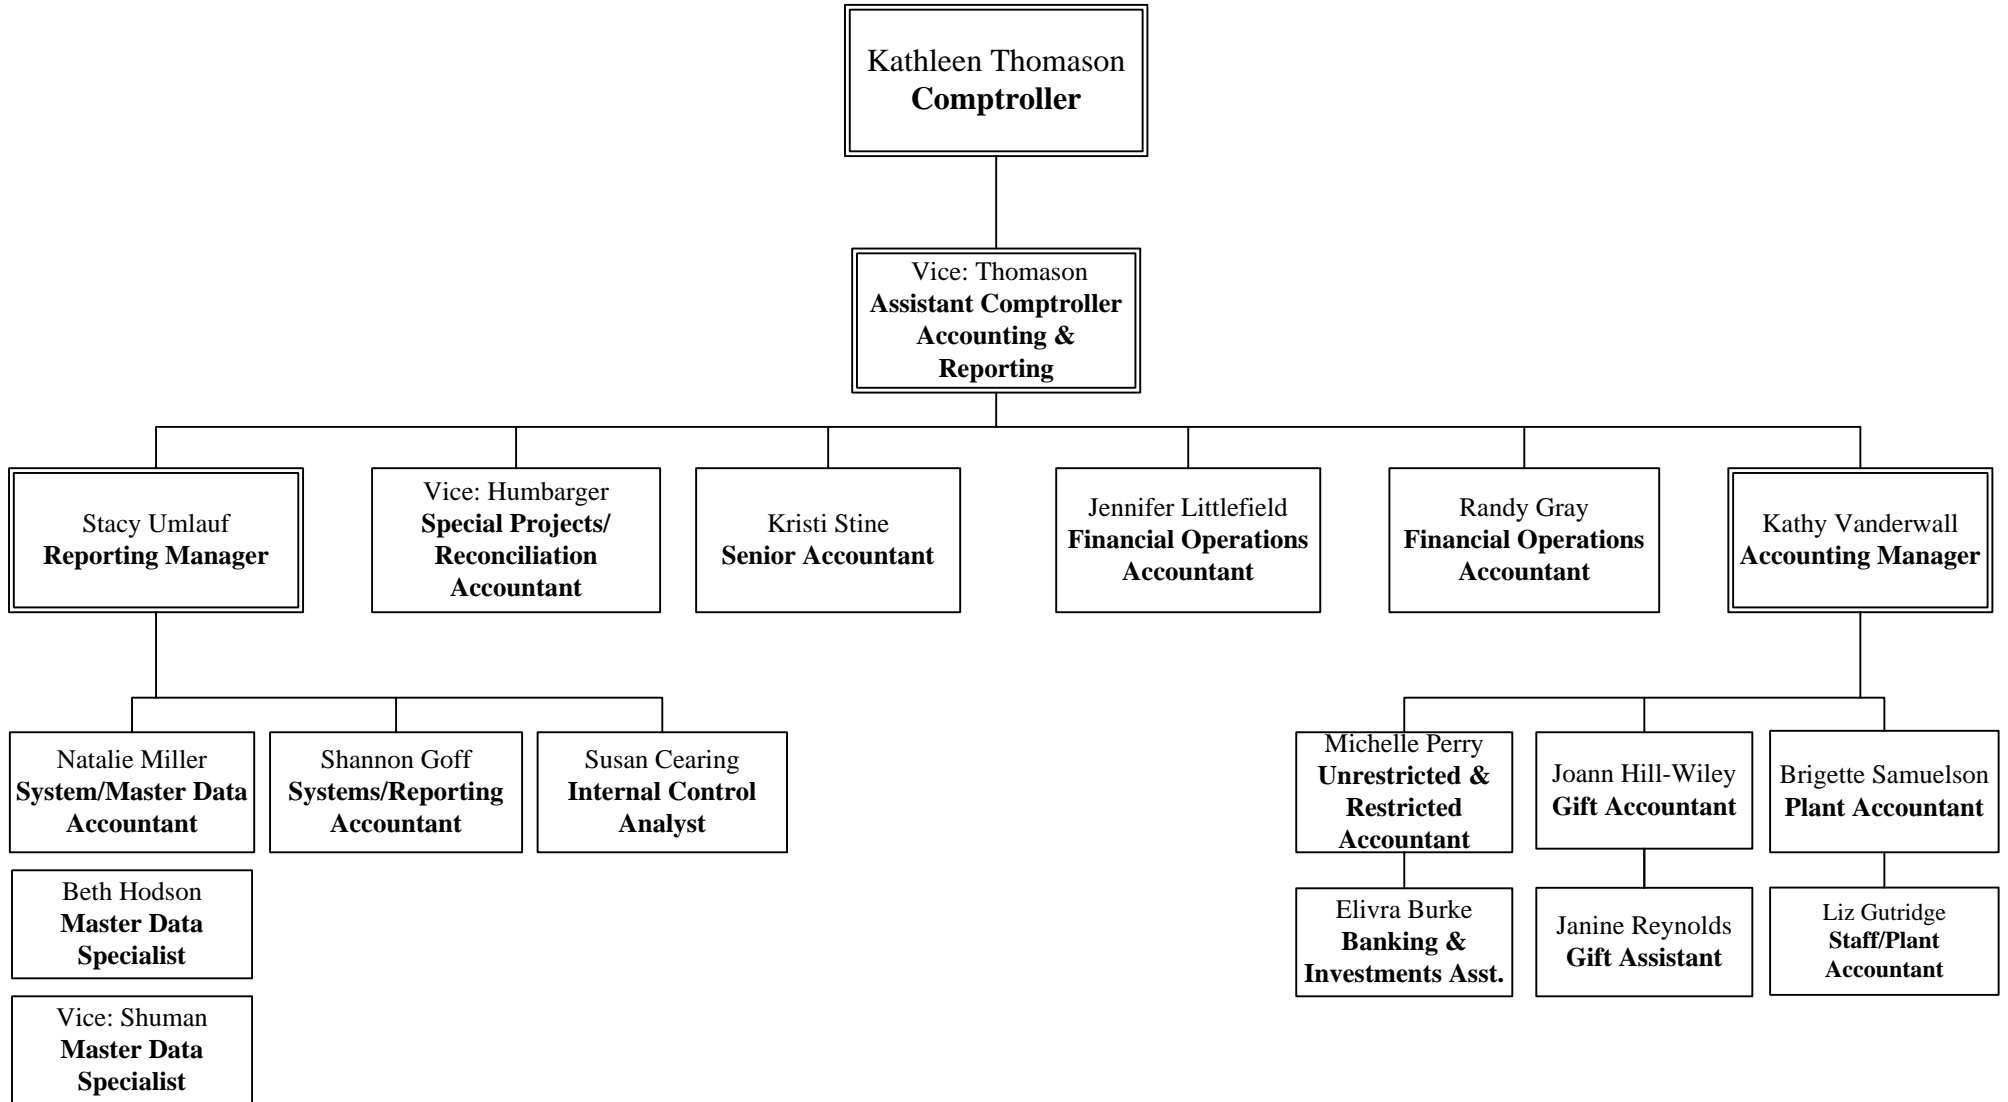 Kathleen Thomason
Comptroller
Vice: Thomason
Assistant Comptroller
Accounting &
Reporting
Stacy Umlauf
Reporting Manager
Vice: Humbarger
Special Projects/
Reconciliation
Accountant
Kristi Stine
Senior Accountant
Jennifer Littlefield
Financial Operations
Accountant
Randy Gray
Financial Operations
Accountant
Kathy Vanderwall
Accounting Manager
Natalie Miller
System/Master Data
Accountant
Shannon Goff
Systems/Reporting
Accountant
Susan Cearing
Internal Control
Analyst
Michelle Perry
Unrestricted &
Restricted
Accountant
Joann Hill-Wiley
Gift Accountant
Brigette Samuelson
Plant Accountant
Beth Hodson
Master Data
Specialist
Elivra Burke
Banking &
Investments Asst.
Janine Reynolds
Gift Assistant
Liz Gutridge
Staff/Plant
Accountant
Vice: Shuman
Master Data
Specialist